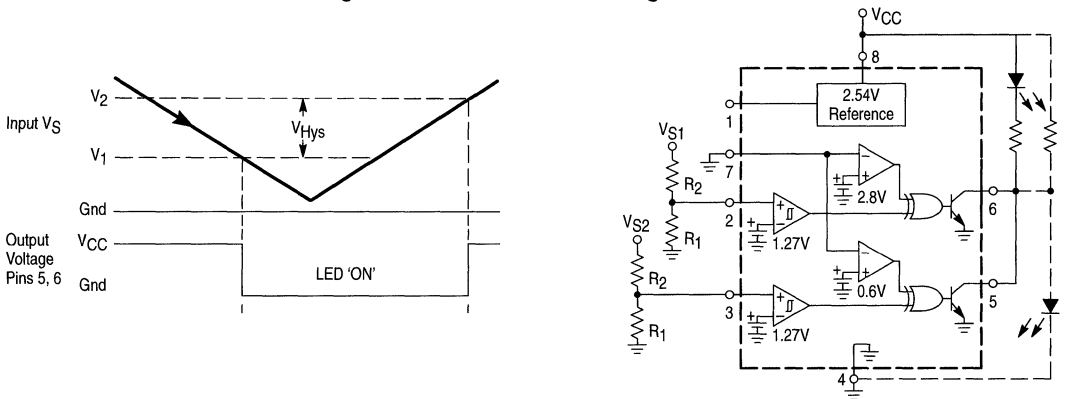 V2
VHys
Input VS
V1
Gnd
Output
Voltage
Pins 5, 6
VCC
Gnd
LED 'ON'
VCC
8
2.54V
Reference
1
VS1
7
R2
2.8V
6
2
1.27V
R1
VS2
R2
0.6V
3
5
1.27V
R1
4